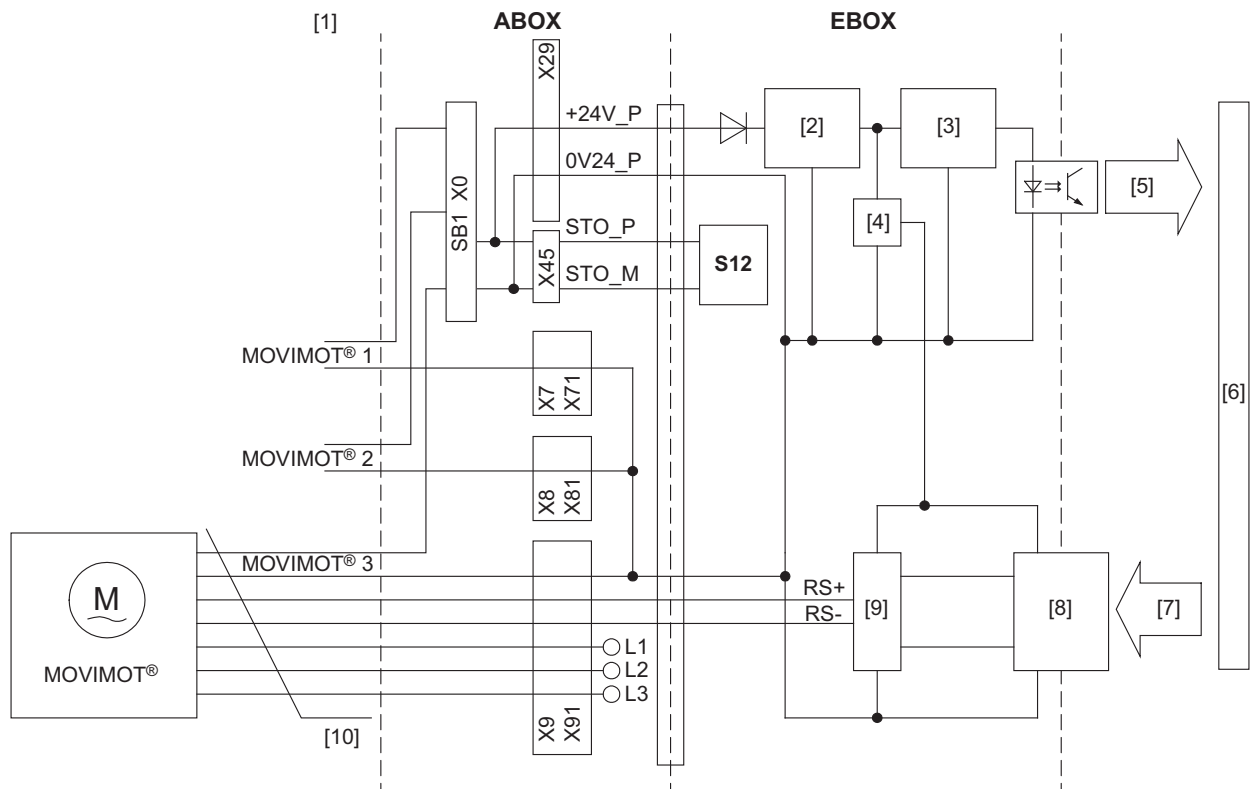 [1] ABOX EBOX
X29
+24V_P
[2] [3]
0V24_P
[5]
SB1 X0
[4]
STO_P
X45
S12
STO_M
MOVIMOT® 1
X7 X71
[6]
MOVIMOT® 2
X8 X81
MOVIMOT® 3
RS+
M
[9] [8] [7]
RS-
L1
MOVIMOT®
L2
L3
X9 X91
[10]